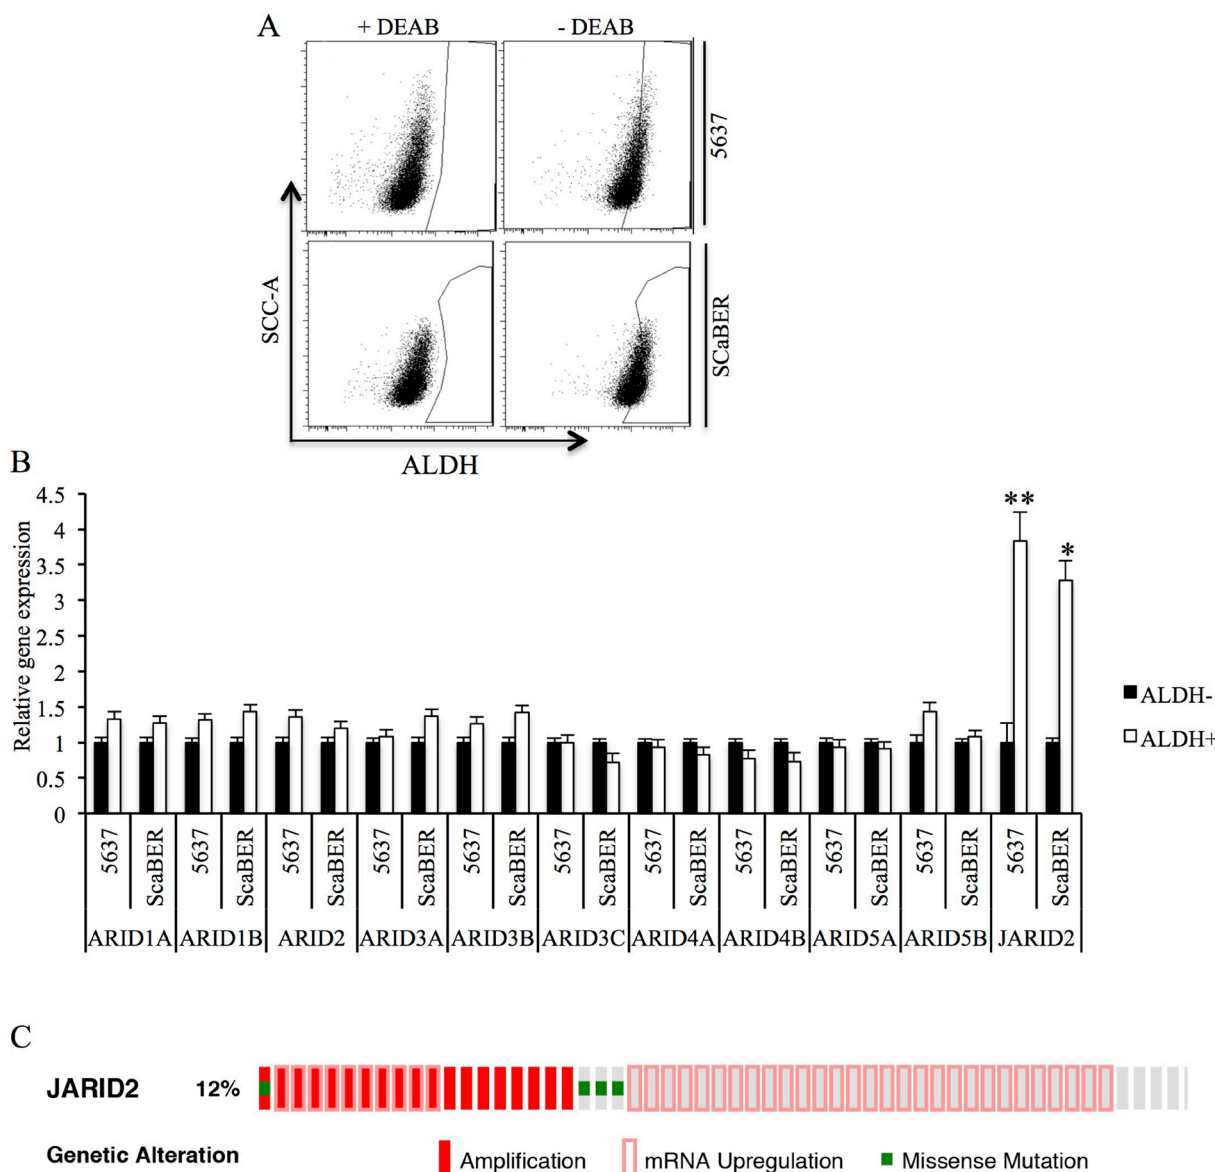 A
+ DEAB
- DEAB
5637
SCC-A
SCaBER
ALDH
B
Relative gene expression
4.5
4
3.5
3
2.5
2
1.5
1
0.5
0
**
*
ALDH-
ALDH+
5637 ScaBER 5637 ScaBER 5637 ScaBER 5637 ScaBER 5637 ScaBER 5637 ScaBER 5637 ScaBER 5637 ScaBER 5637 ScaBER 5637 ScaBER 5637 ScaBER
ARID1A ARID1B ARID2 ARID3A ARID3B ARID3C ARID4A ARID4B ARID5A ARID5B JARID2
C
JARID2 12%
Genetic Alteration Amplification mRNA Upregulation Missense Mutation